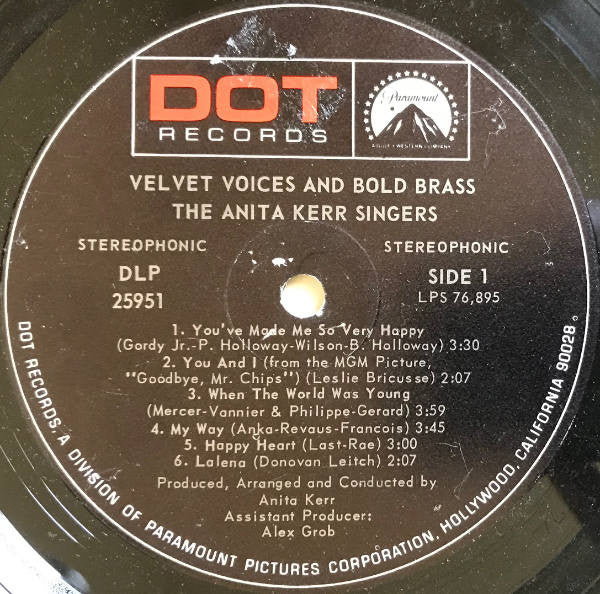 DOT
RECORDS
Paramount
A GULF + WESTERN COMPANY
VELVET VOICES AND BOLD BRASS
THE ANITA KERR SINGERS
STEREOPHONIC
STEREOPHONIC
DLP
25951
SIDE 1
LPS 76,895
1. You've Made Me So Very Happy
(Gordy Jr.-P. Holloway-Wilson-B. Holloway) 3:30
2. You And I (from the MGM Picture,
"Goodbye, Mr. Chips") (Leslie Bricusse) 2:07
3. When The World Was Young
(Mercer-Vannier & Philippe-Gerard) 3:59
4. My Way (Anka-Revaus-Francois) 3:45
5. Happy Heart (Last-Rae) 3:00
6. Lalena (Donovan Leitch) 2:07
Produced, Arranged and Conducted by
Anita Kerr
Assistant Producer:
Alex Grob
DOT RECORDS, A DIVISION OF PARAMOUNT PICTURES CORPORATION, HOLLYWOOD, CALIFORNIA 90028